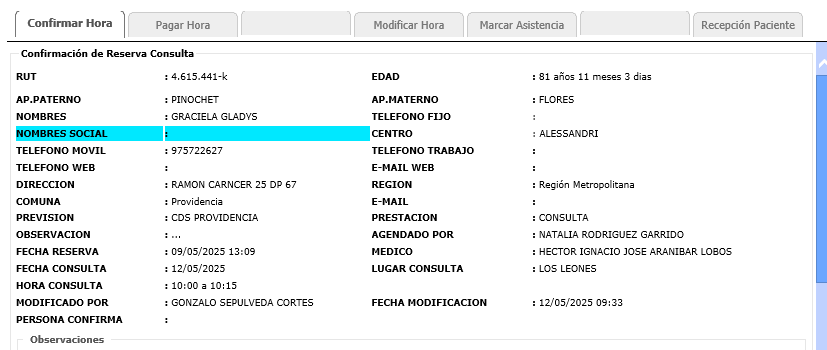 Confirmar Hora Pagar Hora Modificar Hora Marcar Asistencia Recepción Paciente
Confirmación de Reserva Consulta
RUT : 4.615.441-k EDAD : 81 años 11 meses 3 dias
AP.PATERNO : PINOCHET AP.MATERNO : FLORES
NOMBRES : GRACIELA GLADYS TELEFONO FIJO :
NOMBRES SOCIAL : CENTRO : ALESSANDRI
TELEFONO MOVIL : 975722627 TELEFONO TRABAJO :
TELEFONO WEB : E-MAIL WEB :
DIRECCION : RAMON CARNCER 25 DP 67 REGION : Región Metropolitana
COMUNA : Providencia E-MAIL :
PREVISION : CDS PROVIDENCIA PRESTACION : CONSULTA
OBSERVACION : ... AGENDADO POR : NATALIA RODRIGUEZ GARRIDO
FECHA RESERVA : 09/05/2025 13:09 MEDICO : HECTOR IGNACIO JOSE ARANIBAR LOBOS
FECHA CONSULTA : 12/05/2025 LUGAR CONSULTA : LOS LEONES
HORA CONSULTA : 10:00 a 10:15
MODIFICADO POR : GONZALO SEPULVEDA CORTES FECHA MODIFICACION : 12/05/2025 09:33
PERSONA CONFIRMA :
Observaciones